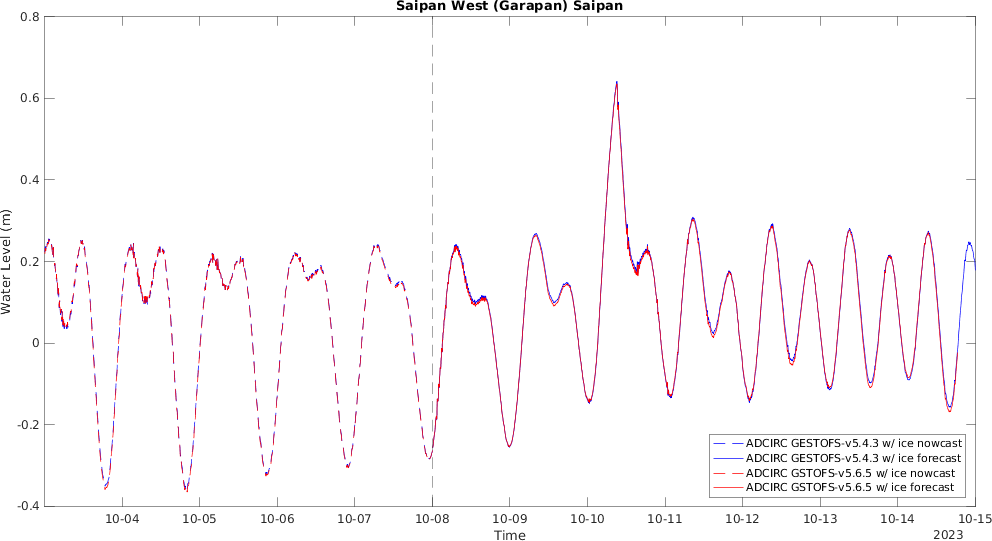 Saipan West (Garapan) Saipan
0.8
0.6
0.4
0.2
0
-0.2
-0.4
Water Level (m)
ADCIRC GESTOFS-v5.4.3 w/ ice nowcast
ADCIRC GESTOFS-v5.4.3 w/ ice forecast
ADCIRC GSTOFS-v5.6.5 w/ ice nowcast
ADCIRC GSTOFS-v5.6.5 w/ ice forecast
10-04 10-05 10-06 10-07 10-08 10-09 10-10 10-11 10-12 10-13 10-14 10-15
Time
2023